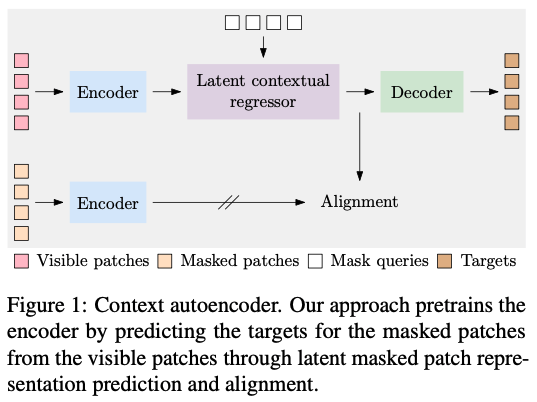 Encoder
Latent contextual
regressor
Decoder
Encoder
Alignment
Visible patches Masked patches Mask queries Targets
Figure 1: Context autoencoder. Our approach pretrains the
encoder by predicting the targets for the masked patches
from the visible patches through latent masked patch repre-
sentation prediction and alignment.